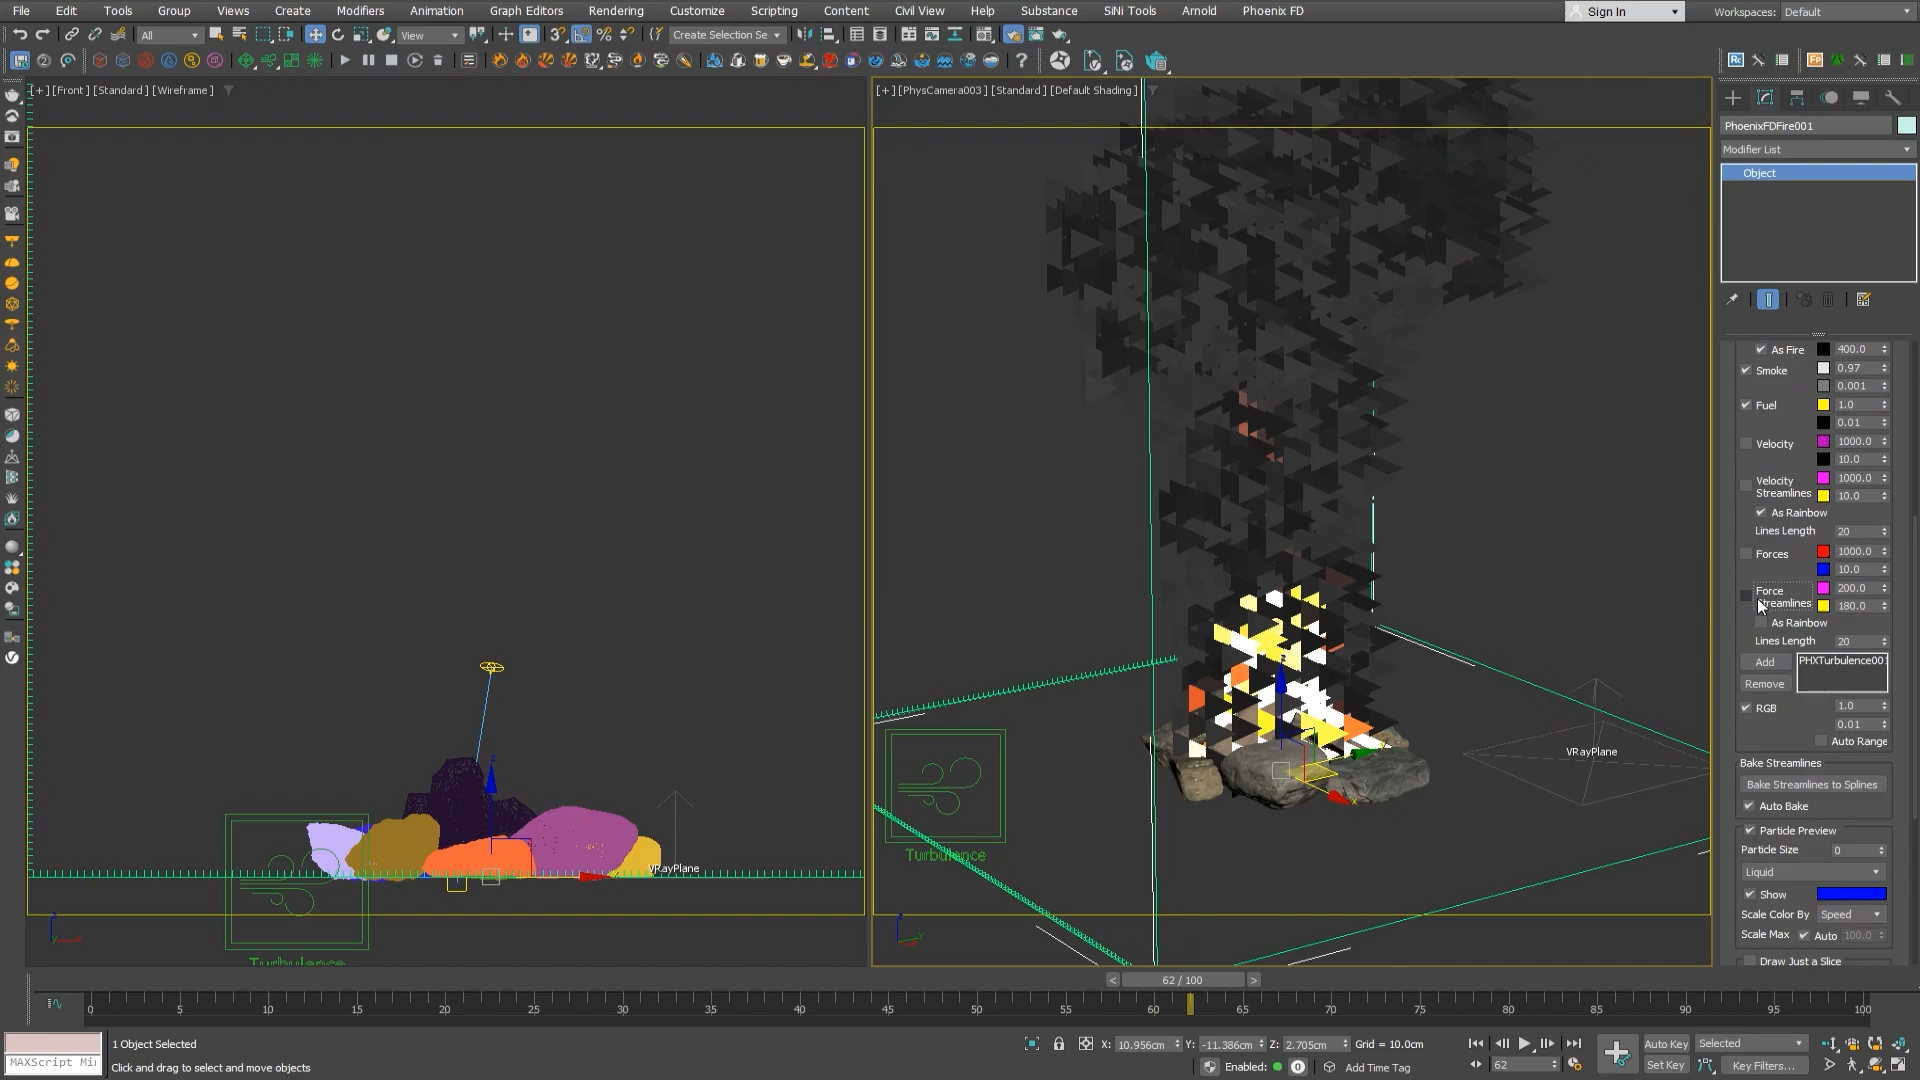 File Edit Tools Group Views Create Modifiers Animation Graph Editors Rendering Customize Scripting Content Civil View Help Substance SiNi Tools Arnold Phoenix FD Sign In Workspaces: Default
All View Create Selection Se
[+] [Front] [Standard] [Wireframe]
[+] [PhysCamera003] [Standard] [Default Shading]
PhoenixFDFire001
Modifier List
Object
As Fire 400.0
Smoke 0.97
0.001
Fuel 1.0
0.01
Velocity 1000.0
10.0
Velocity Streamlines 1000.0
10.0
As Rainbow
Lines Length 20
Forces 1000.0
10.0
Force 200.0
180.0
As Rainbow
Lines Length 20
Add PHXTurbulence00
Remove
RGB 1.0
0.01
Auto Range
Bake Streamlines
Bake Streamlines to Splines
Auto Bake
Particle Preview
Particle Size 0
Liquid
Show
Scale Color By Speed
Scale Max Auto 100.0
Draw Just a Slice
VRayPlane
Turbulence
VRayPlane
Turbulence
z
x
< 62 / 100 >
0 5 10 15 20 25 30 35 40 45 50 55 60 65 70 75 80 85 90 95 100
1 Object Selected
MAXScript Mi
Click and drag to select and move objects
X: 10.956cm Y: -11.386cm Z: 2.705cm Grid = 10.0cm
Enabled: 0 Add Time Tag
62
Auto Key Selected
Set Key Key Filters...